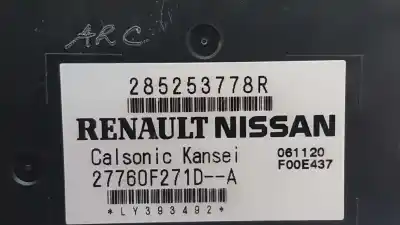 ARC
285253778R
RENAULT NISSAN
Calsonic Kansei 061120
27760F271D--A F00E437
*LY393492*